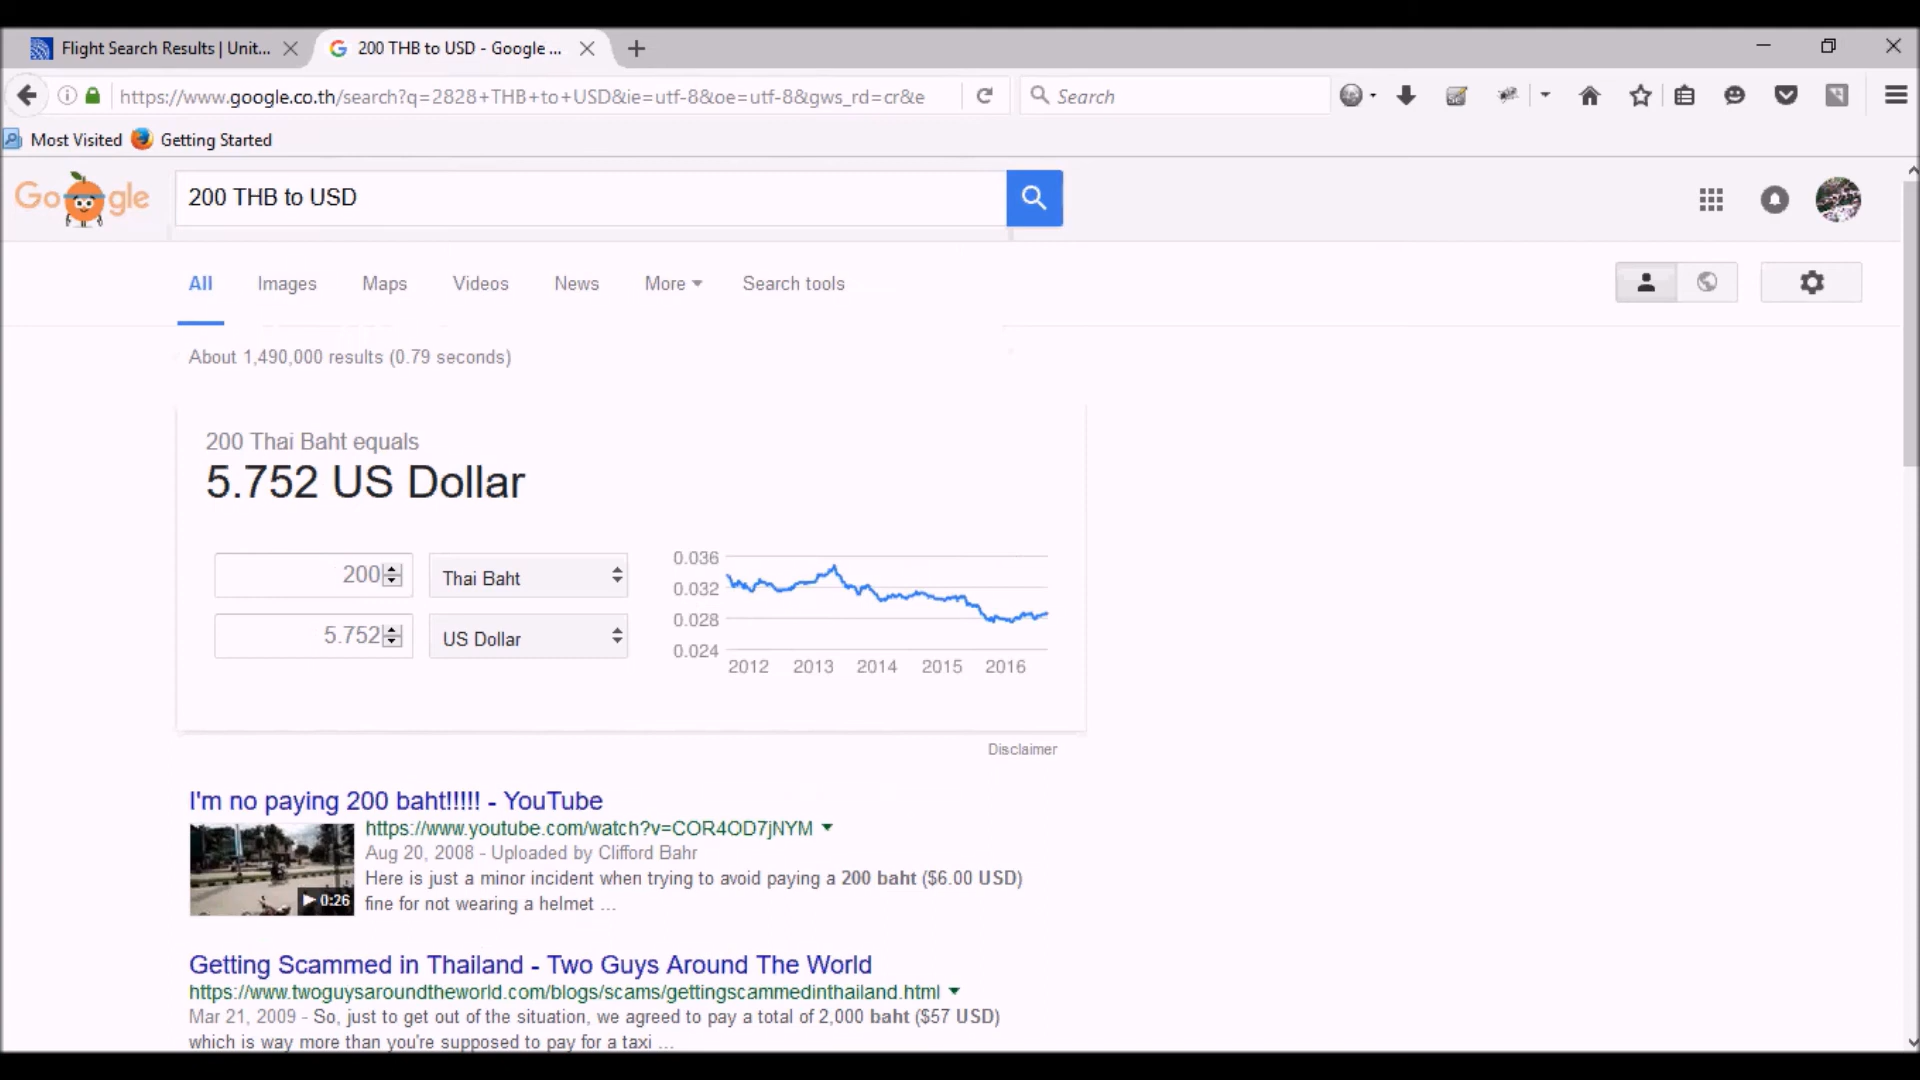 Flight Search Results | Unit...
200 THB to USD - Google ...
https://www.google.co.th/search?q=2828+THB+to+USD&ie=utf-8&oe=utf-8&gws_rd=cr&e
Search
Most Visited
Getting Started
Google
200 THB to USD
All
Images
Maps
Videos
News
More
Search tools
About 1,490,000 results (0.79 seconds)
200 Thai Baht equals
5.752 US Dollar
200
Thai Baht
5.752
US Dollar
0.036
0.032
0.028
0.024
2012 2013 2014 2015 2016
Disclaimer
I'm no paying 200 baht!!!!! - YouTube
https://www.youtube.com/watch?v=COR4OD7jNYM
Aug 20, 2008 - Uploaded by Clifford Bahr
Here is just a minor incident when trying to avoid paying a 200 baht ($6.00 USD)
fine for not wearing a helmet ...
0:26
Getting Scammed in Thailand - Two Guys Around The World
https://www.twoguysaroundtheworld.com/blogs/scams/gettingscammedinthailand.html
Mar 21, 2009 - So, just to get out of the situation, we agreed to pay a total of 2,000 baht ($57 USD)
which is way more than you're supposed to pay for a taxi ...